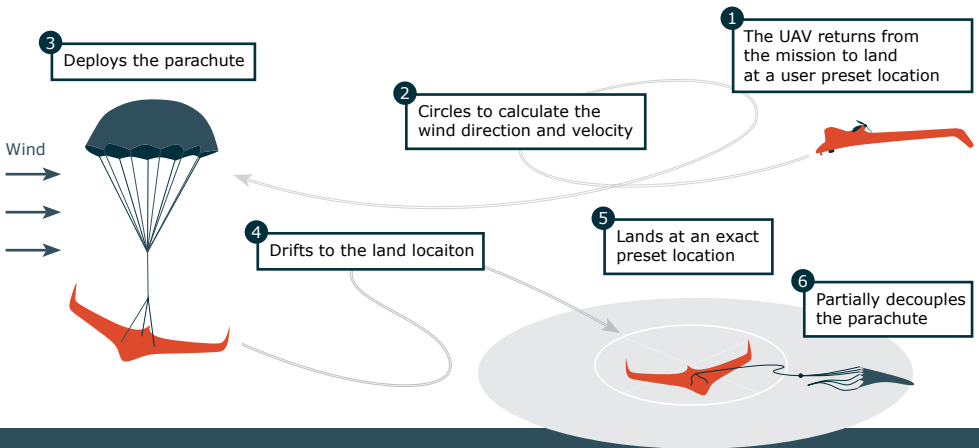 1
The UAV returns from
the mission to land
at a user preset location
2
Circles to calculate the
wind direction and velocity
3
Deploys the parachute
Wind
4
Drifts to the land locaiton
5
Lands at an exact
preset location
6
Partially decouples
the parachute